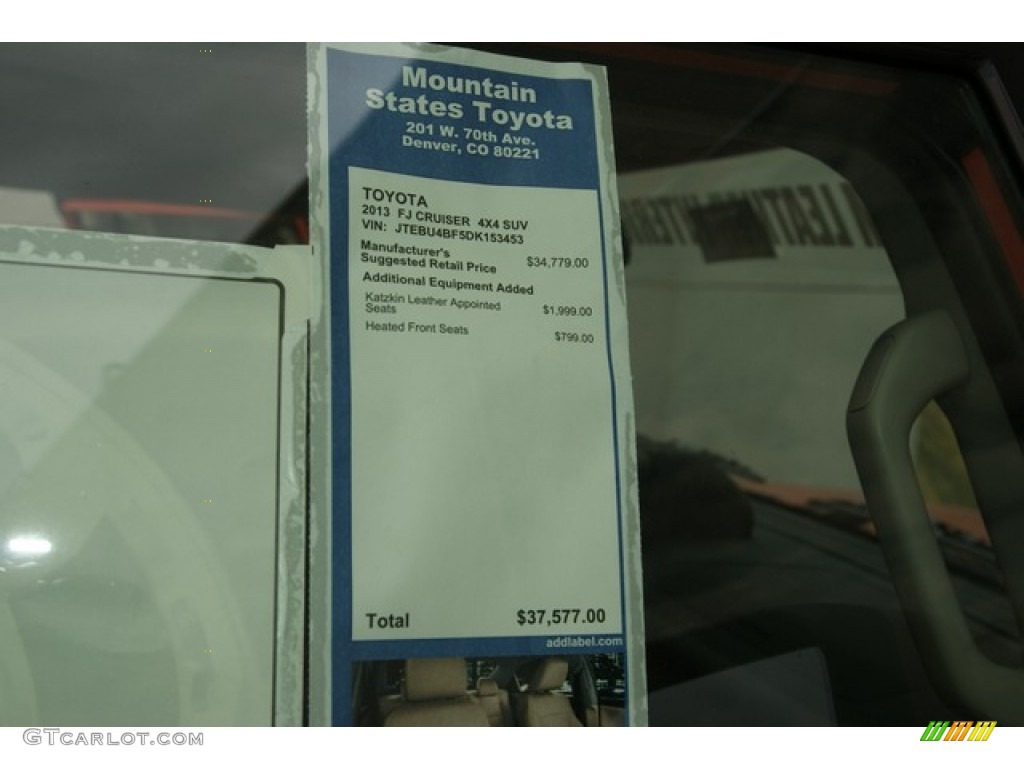 Mountain
States Toyota
201 W. 70th Ave.
Denver, CO 80221
TOYOTA
2013 FJ CRUISER 4X4 SUV
VIN: JTEBU4BF5DK153453
Manufacturer's
Suggested Retail Price $34,779.00
Additional Equipment Added
Katzkin Leather Appointed
Seats $1,999.00
Heated Front Seats $799.00
Total $37,577.00
addlabel.com
GTcarlot.com